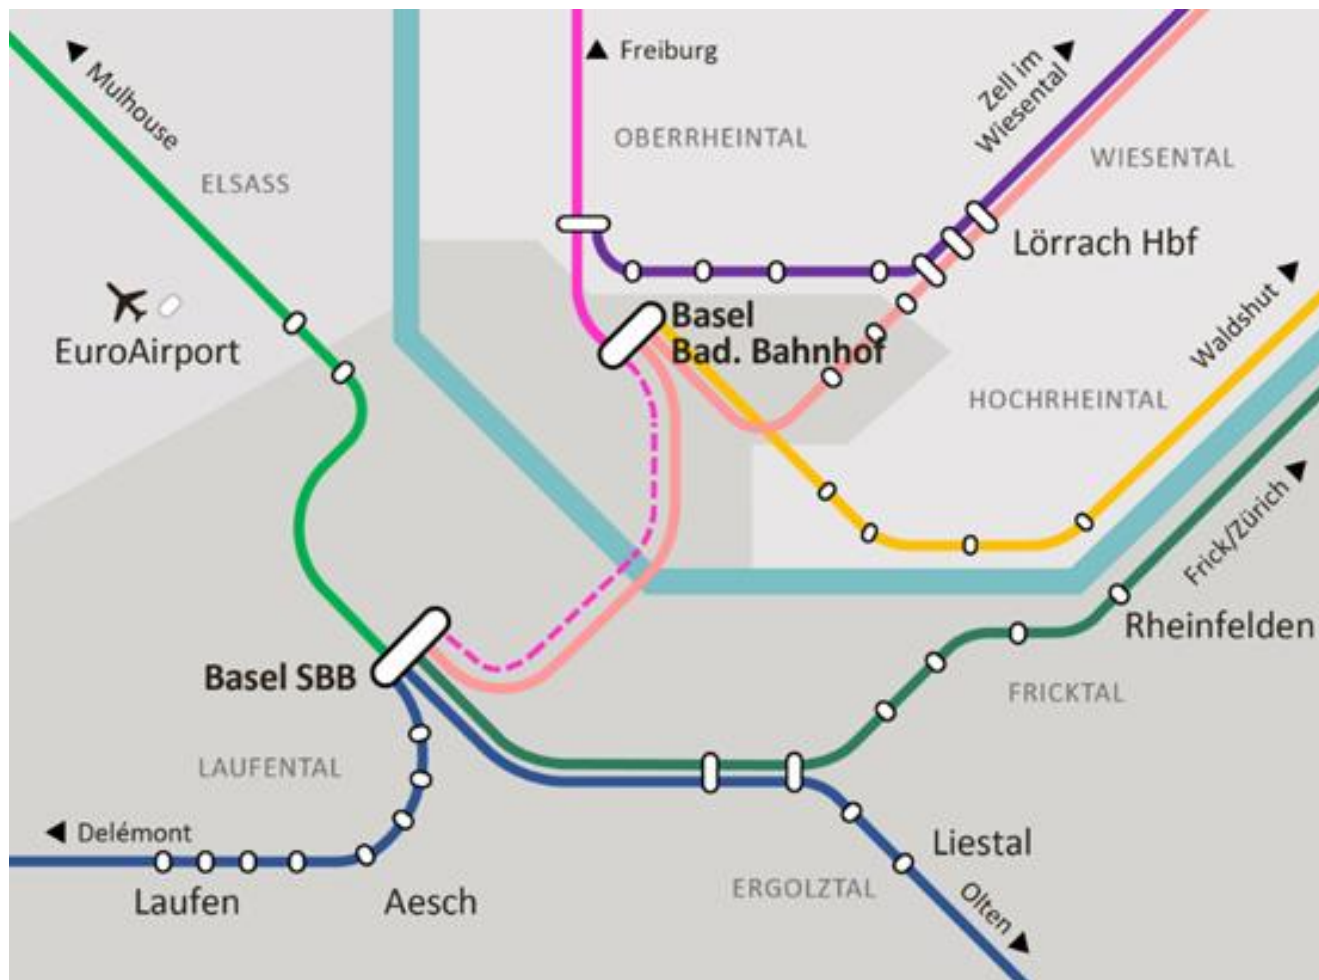 Freiburg
Mulhouse
Zell im
Wiesental
OBERRHEINTAL
WIESENTAL
ELSASS
Lörrach Hbf
EuroAirport
Basel
Bad. Bahnhof
Waldshut
HOCHRHEINTAL
Frick/Zürich
Rheinfelden
Basel SBB
FRICKTAL
LAUFENTAL
Delémont
Liestal
Laufen
Aesch
ERGOLZTAL
Olten